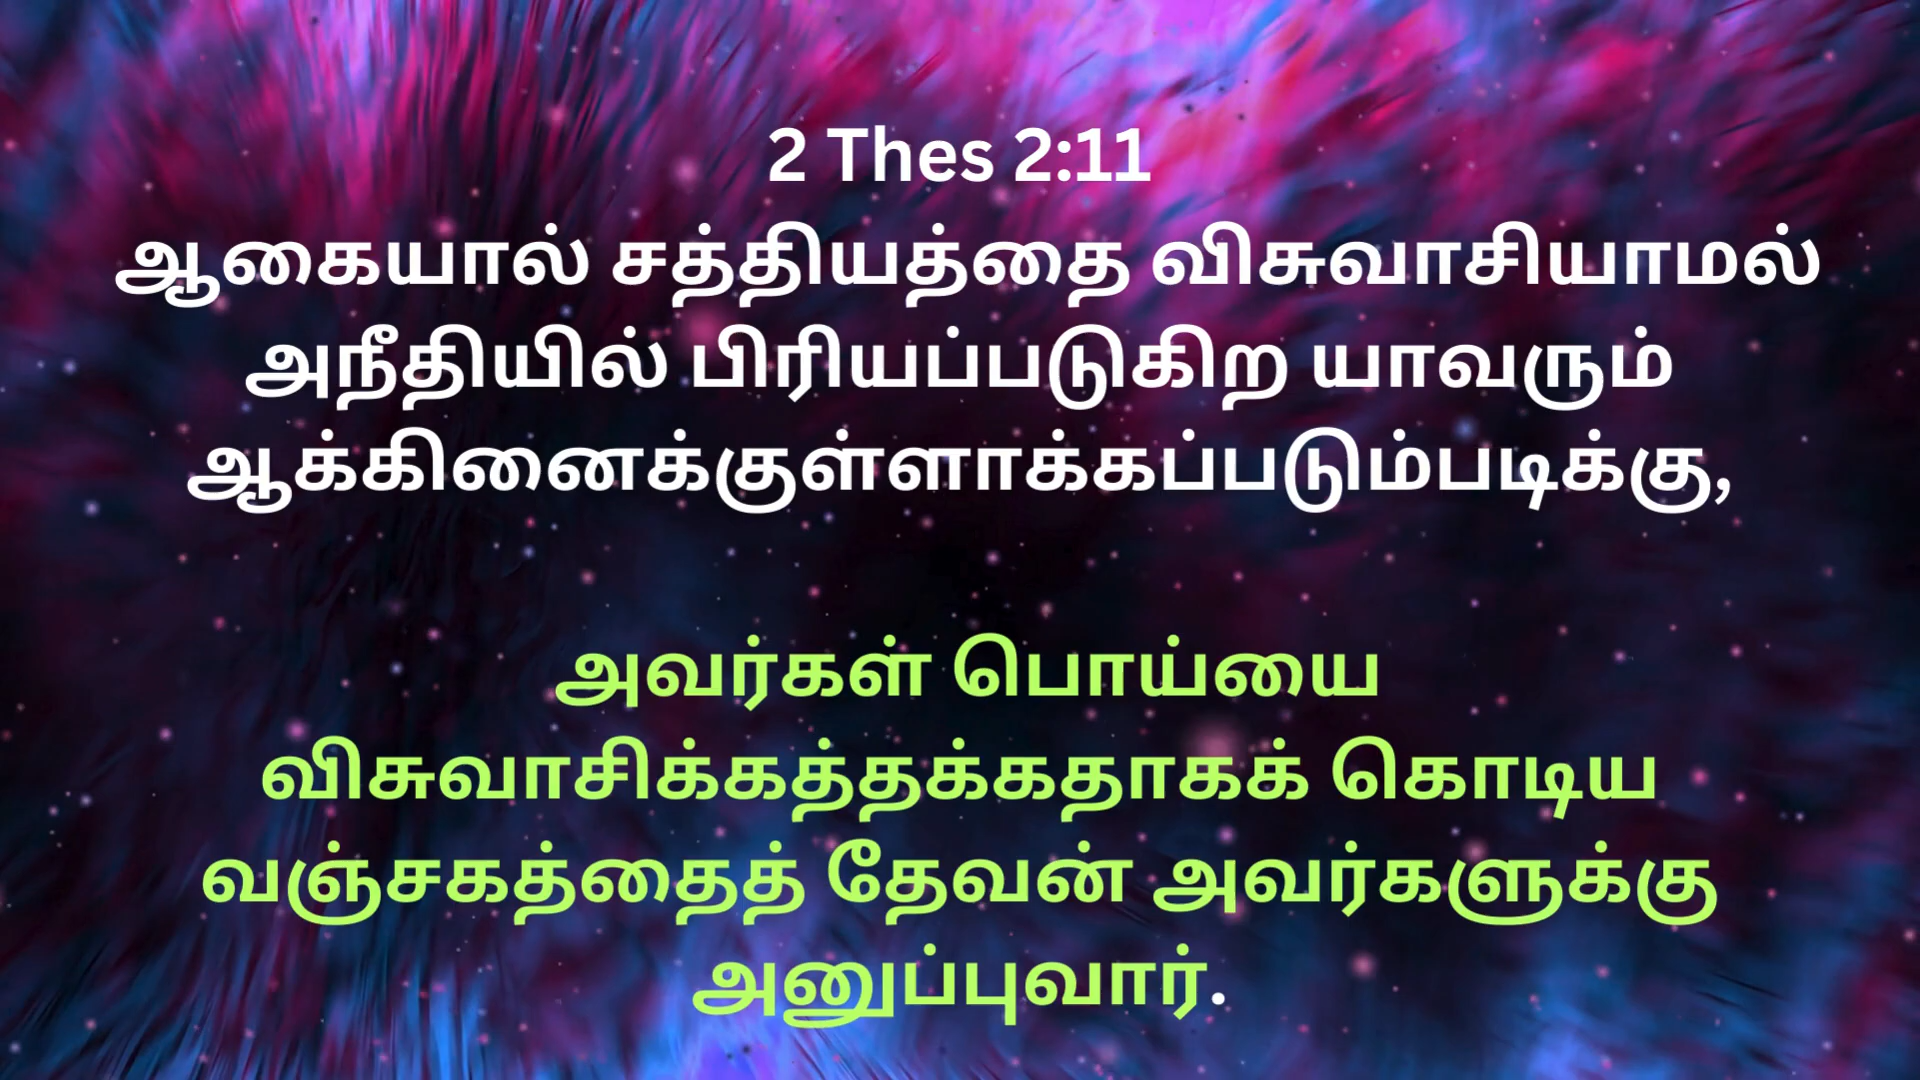 2 Thes 2:11
ஆகையால் சத்தியத்தை விசுவாசியாமல்
அநீதியில் பிரியப்படுகிற யாவரும்
ஆக்கினைக்குள்ளாக்கப்படும்படிக்கு,
அவர்கள் பொய்யை
விசுவாசிக்கத்தக்கதாகக் கொடிய
வஞ்சகத்தைத் தேவன் அவர்களுக்கு
அனுப்புவார்.